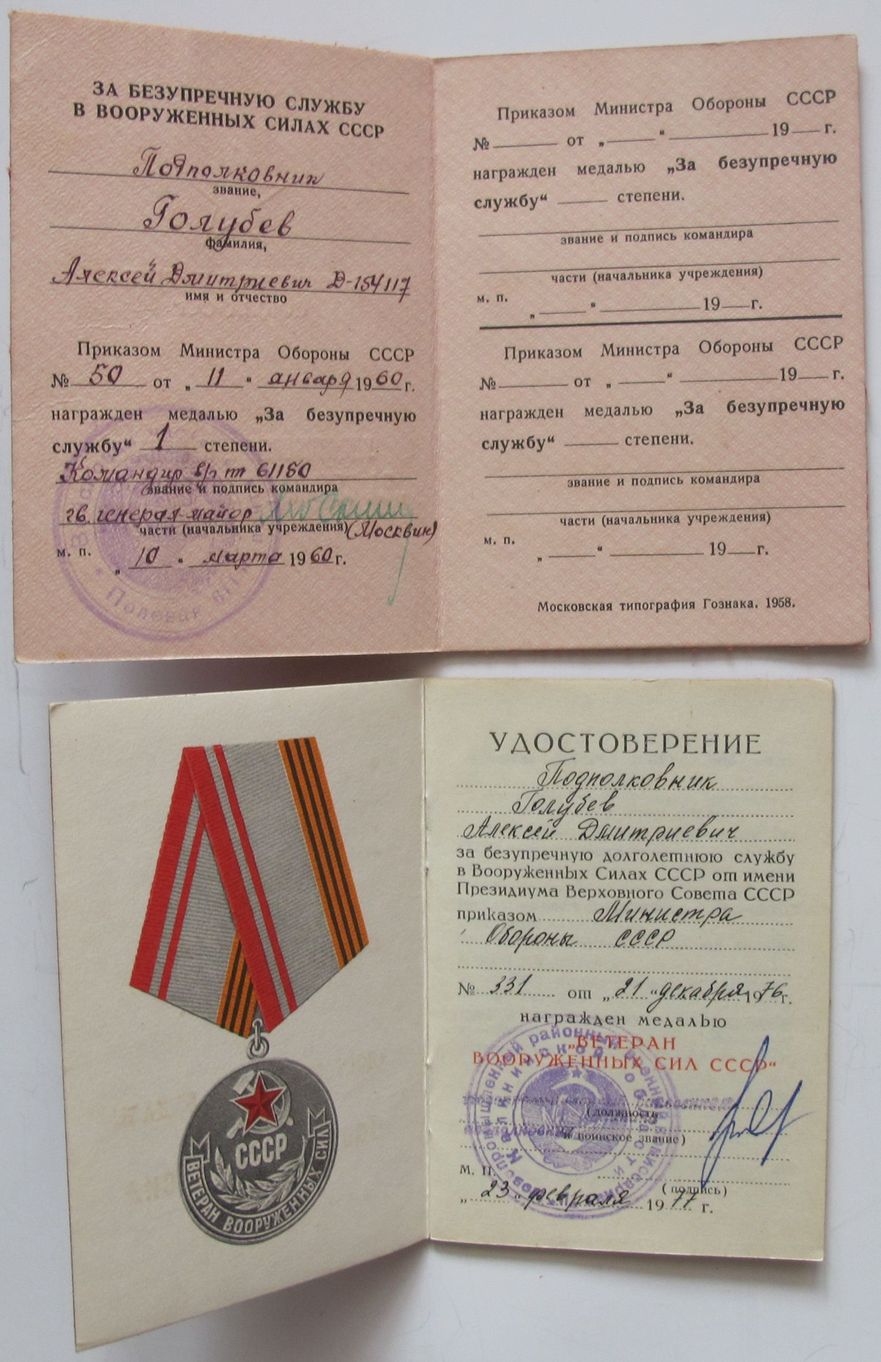 ЗА БЕЗУПРЕЧНУЮ СЛУЖБУ
В ВООРУЖЕННЫХ СИЛАХ СССР
Подполковник
звание,
Голубев
фамилия,
Алексей Дмитриевич Д-154117
имя и отчество
Приказом Министра Обороны СССР
№ 50 от „ 11 “ января 1960 г.
награжден медалью „За безупречную
службу“ 1 степени.
Командир в/ч пп 61150
звание и подпись командира
гв. генерал майор
части (начальника учреждения) (Москвин)
м. п. „ 10 “ марта 1960 г.
Полевая
Приказом Министра Обороны СССР
№ от „ “ 19 г.
награжден медалью „За безупречную
службу“ степени.
звание и подпись командира
части (начальника учреждения)
м. п. „ “ 19 г.
Приказом Министра Обороны СССР
№ от „ “ 19 г.
награжден медалью „За безупречную
службу“ степени.
звание и подпись командира
части (начальника учреждения)
м. п. „ “ 19 г.
Московская типография Гознака. 1958.
СССР
ВЕТЕРАН ВООРУЖЕННЫХ СИЛ
УДОСТОВЕРЕНИЕ
Подполковник
Голубев
Алексей Дмитриевич
за безупречную долголетнюю службу
в Вооруженных Силах СССР от имени
Президиума Верховного Совета СССР
приказом Министра
Обороны СССР
№ 331 от „ 21 “ декабря 1976 г.
награжден медалью
„ВЕТЕРАН
ВООРУЖЕННЫХ СИЛ СССР“
(должность
и воинское звание)
М. П.
(подпись)
„ 23 “ февраля 1977 г.